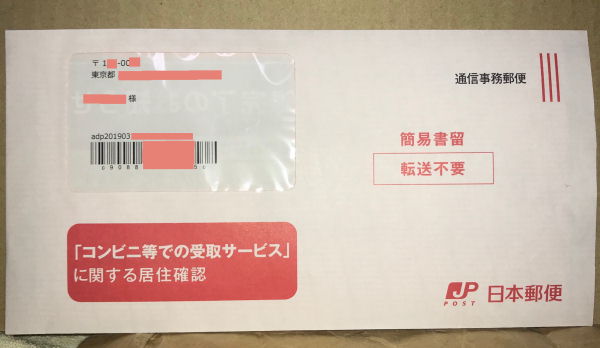 〒1 -00
東京都
様
adp201903
通信事務郵便
簡易書留
転送不要
「コンビニ等での受取サービス」
に関する居住確認
JP
POST
日本郵便